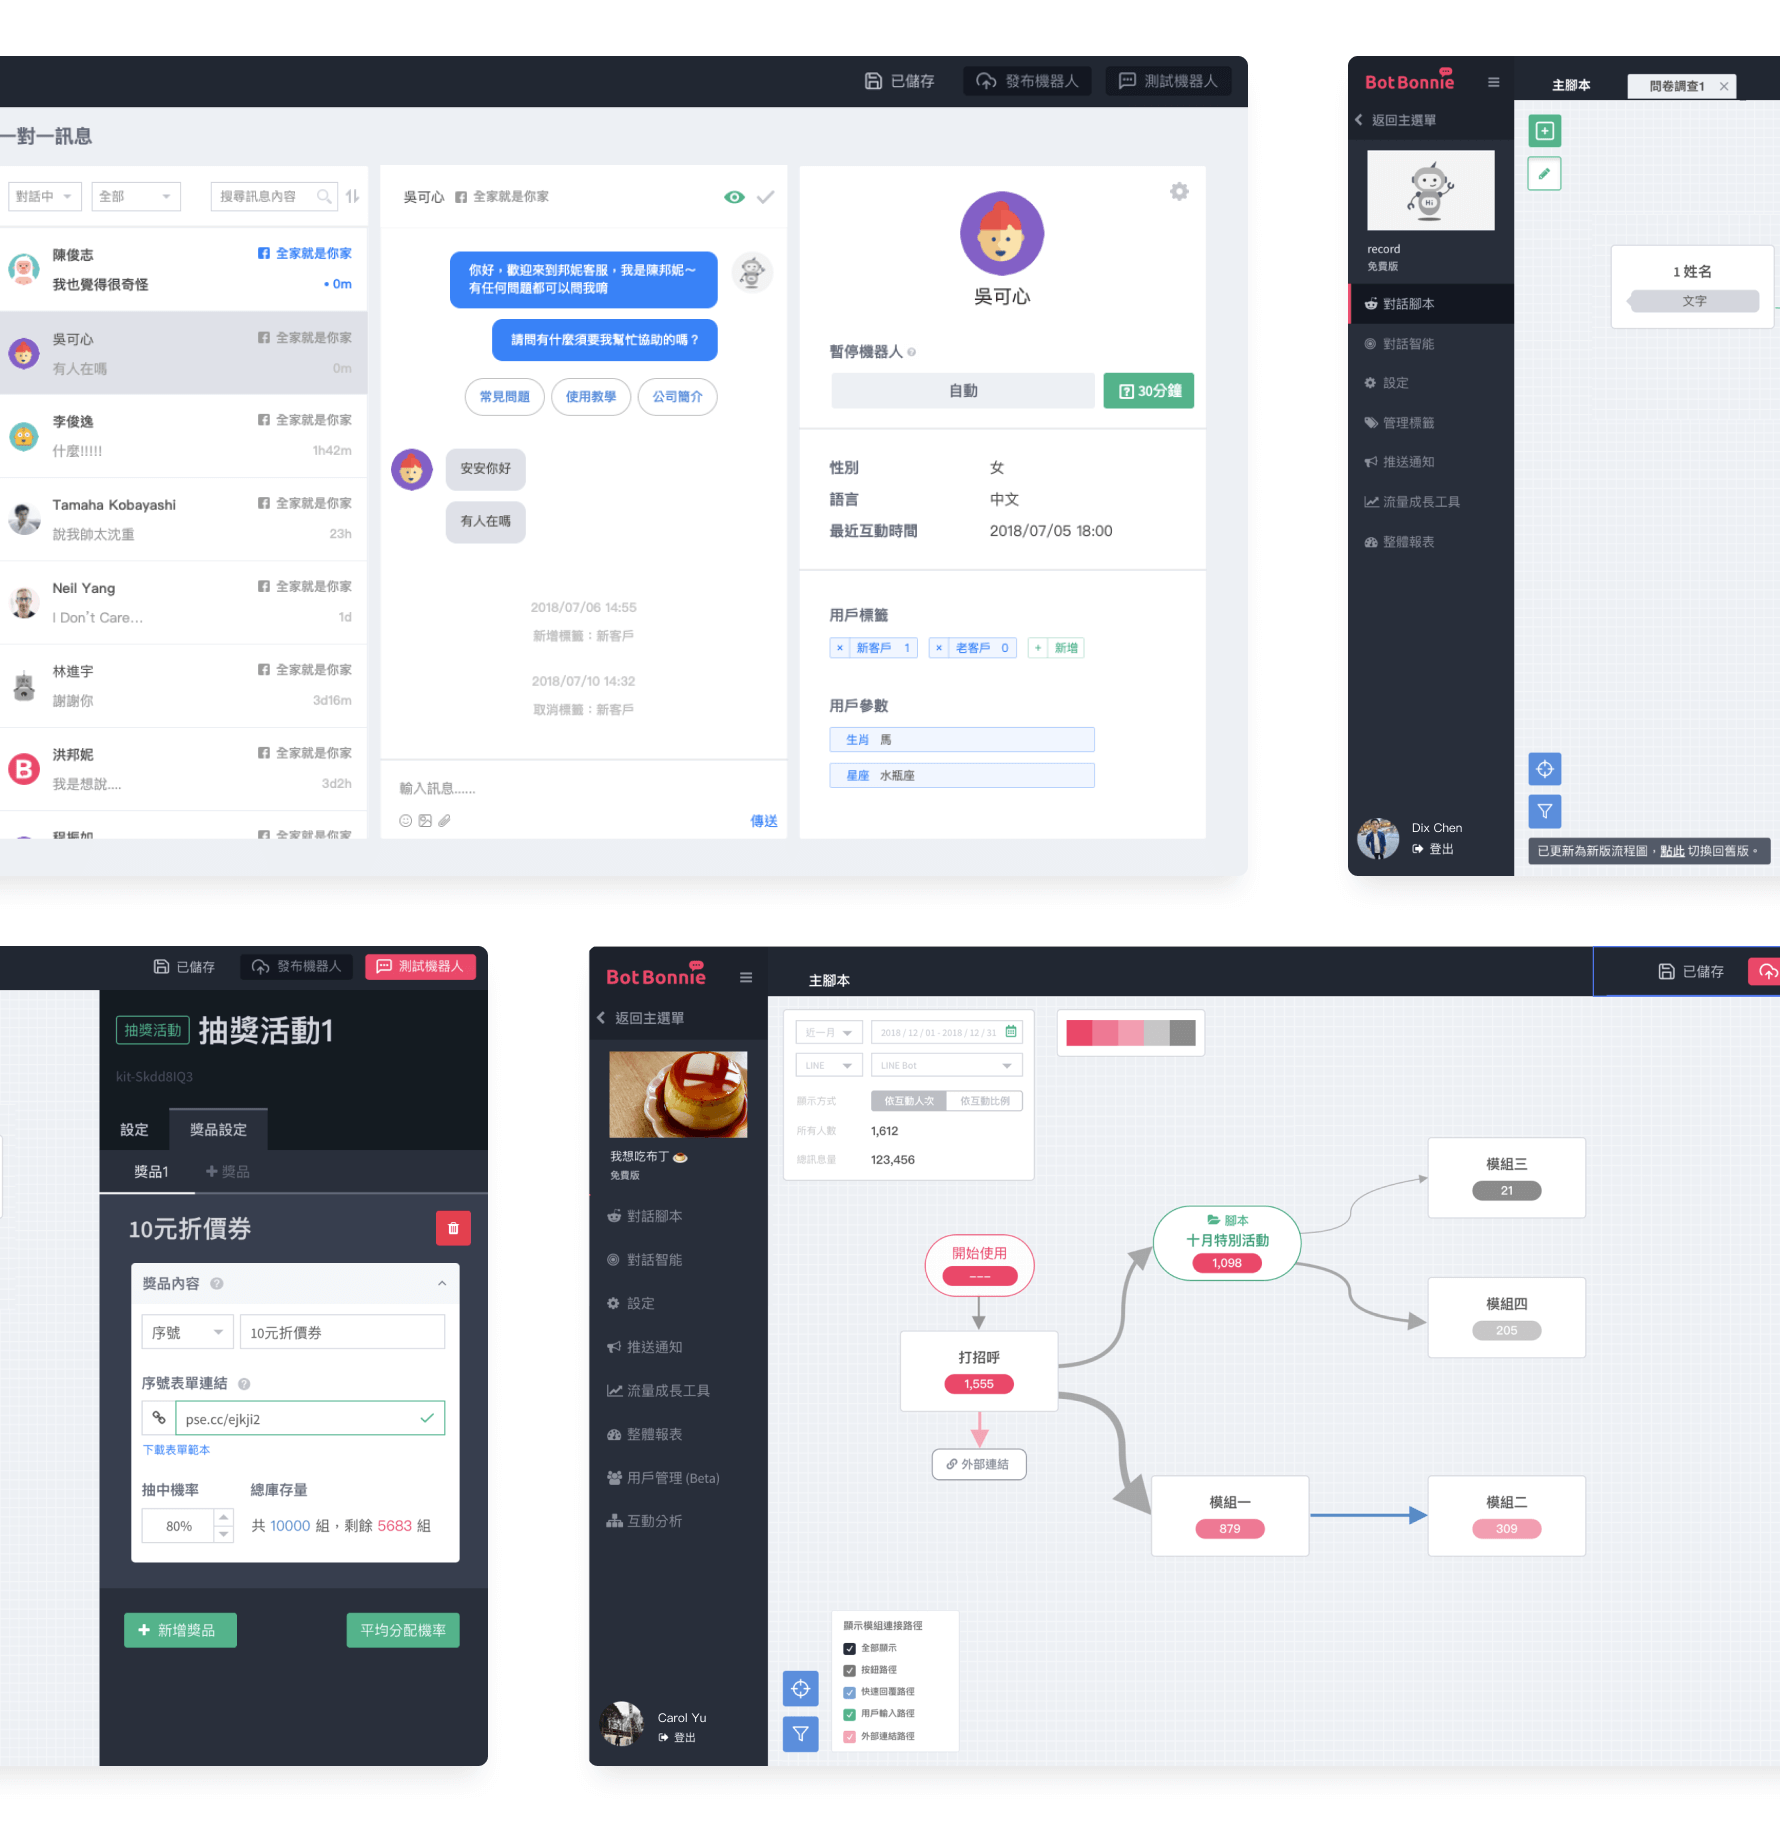 已儲存
發布機器人
測試機器人
一對一訊息
對話中
全部
搜尋訊息內容
陳俊志
全家就是你家
我也覺得很奇怪
• 0m
吳可心
全家就是你家
有人在嗎
0m
李俊逸
全家就是你家
什麼!!!!!
1h42m
Tamaha Kobayashi
全家就是你家
說我帥太沈重
23h
Neil Yang
全家就是你家
I Don't Care...
1d
林進宇
全家就是你家
謝謝你
3d16m
洪邦妮
全家就是你家
我是想說....
3d2h
全家就是你家
吳可心
全家就是你家
你好，歡迎來到邦妮客服，我是陳邦妮～
有任何問題都可以問我唷
請問有什麼須要我幫忙協助的嗎？
常見問題
使用教學
公司簡介
安安你好
有人在嗎
2018/07/06 14:55
新增標籤：新客戶
2018/07/10 14:32
取消標籤：新客戶
輸入訊息......
傳送
吳可心
暫停機器人
自動
30分鐘
性別 女
語言 中文
最近互動時間 2018/07/05 18:00
用戶標籤
× 新客戶 1
× 老客戶 0
+ 新增
用戶參數
生肖 馬
星座 水瓶座
BotBonnie
主腳本
問卷調查1 ×
返回主選單
Hi
record
免費版
對話腳本
對話智能
設定
管理標籤
推送通知
流量成長工具
整體報表
Dix Chen
登出
1 姓名
文字
已更新為新版流程圖，點此 切換回舊版。
已儲存
發布機器人
測試機器人
抽獎活動
抽獎活動1
kit-Skdd8IQ3
設定
獎品設定
獎品1
+ 獎品
10元折價券
獎品內容
序號
10元折價券
序號表單連結
pse.cc/ejkji2
下載表單範本
抽中機率
總庫存量
80%
共 10000 組，剩餘 5683 組
+ 新增獎品
平均分配機率
BotBonnie
主腳本
已儲存
返回主選單
我想吃布丁
免費版
對話腳本
對話智能
設定
推送通知
流量成長工具
整體報表
用戶管理 (Beta)
互動分析
Carol Yu
登出
近一月
2018 / 12 / 01 - 2018 / 12 / 31
LINE
LINE Bot
顯示方式
依互動人次
依互動比例
所有人數
1,612
總訊息量
123,456
開始使用
---
打招呼
1,555
外部連結
腳本
十月特別活動
1,098
模組三
21
模組四
205
模組一
879
模組二
309
顯示模組連接路徑
全部顯示
按鈕路徑
快速回覆路徑
用戶輸入路徑
外部連結路徑